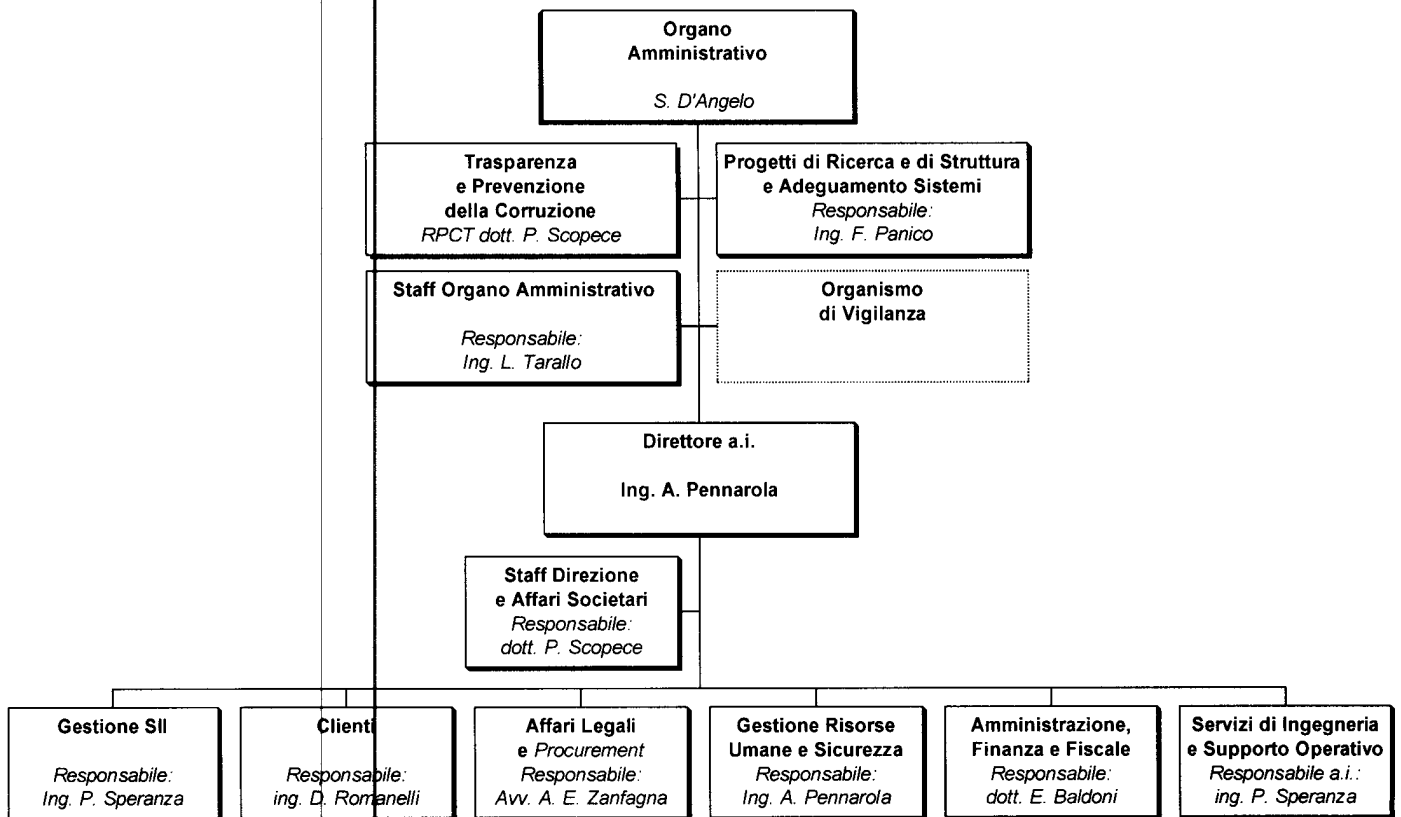 Organo
Amministrativo
S. D'Angelo
Trasparenza
e Prevenzione
della Corruzione
RPCT dott. P. Scopece
Progetti di Ricerca e di Struttura
e Adeguamento Sistemi
Responsabile:
Ing. F. Panico
Staff Organo Amministrativo
Responsabile:
Ing. L. Tarallo
Organismo
di Vigilanza
Direttore a.i.
Ing. A. Pennarola
Staff Direzione
e Affari Societari
Responsabile:
dott. P. Scopece
Gestione SII
Responsabile:
Ing. P. Speranza
Clienti
Responsabile:
ing. D. Romanelli
Affari Legali
e Procurement
Responsabile:
Avv. A. E. Zanfagna
Gestione Risorse
Umane e Sicurezza
Responsabile:
Ing. A. Pennarola
Amministrazione,
Finanza e Fiscale
Responsabile:
dott. E. Baldoni
Servizi di Ingegneria
e Supporto Operativo
Responsabile a.i.:
ing. P. Speranza